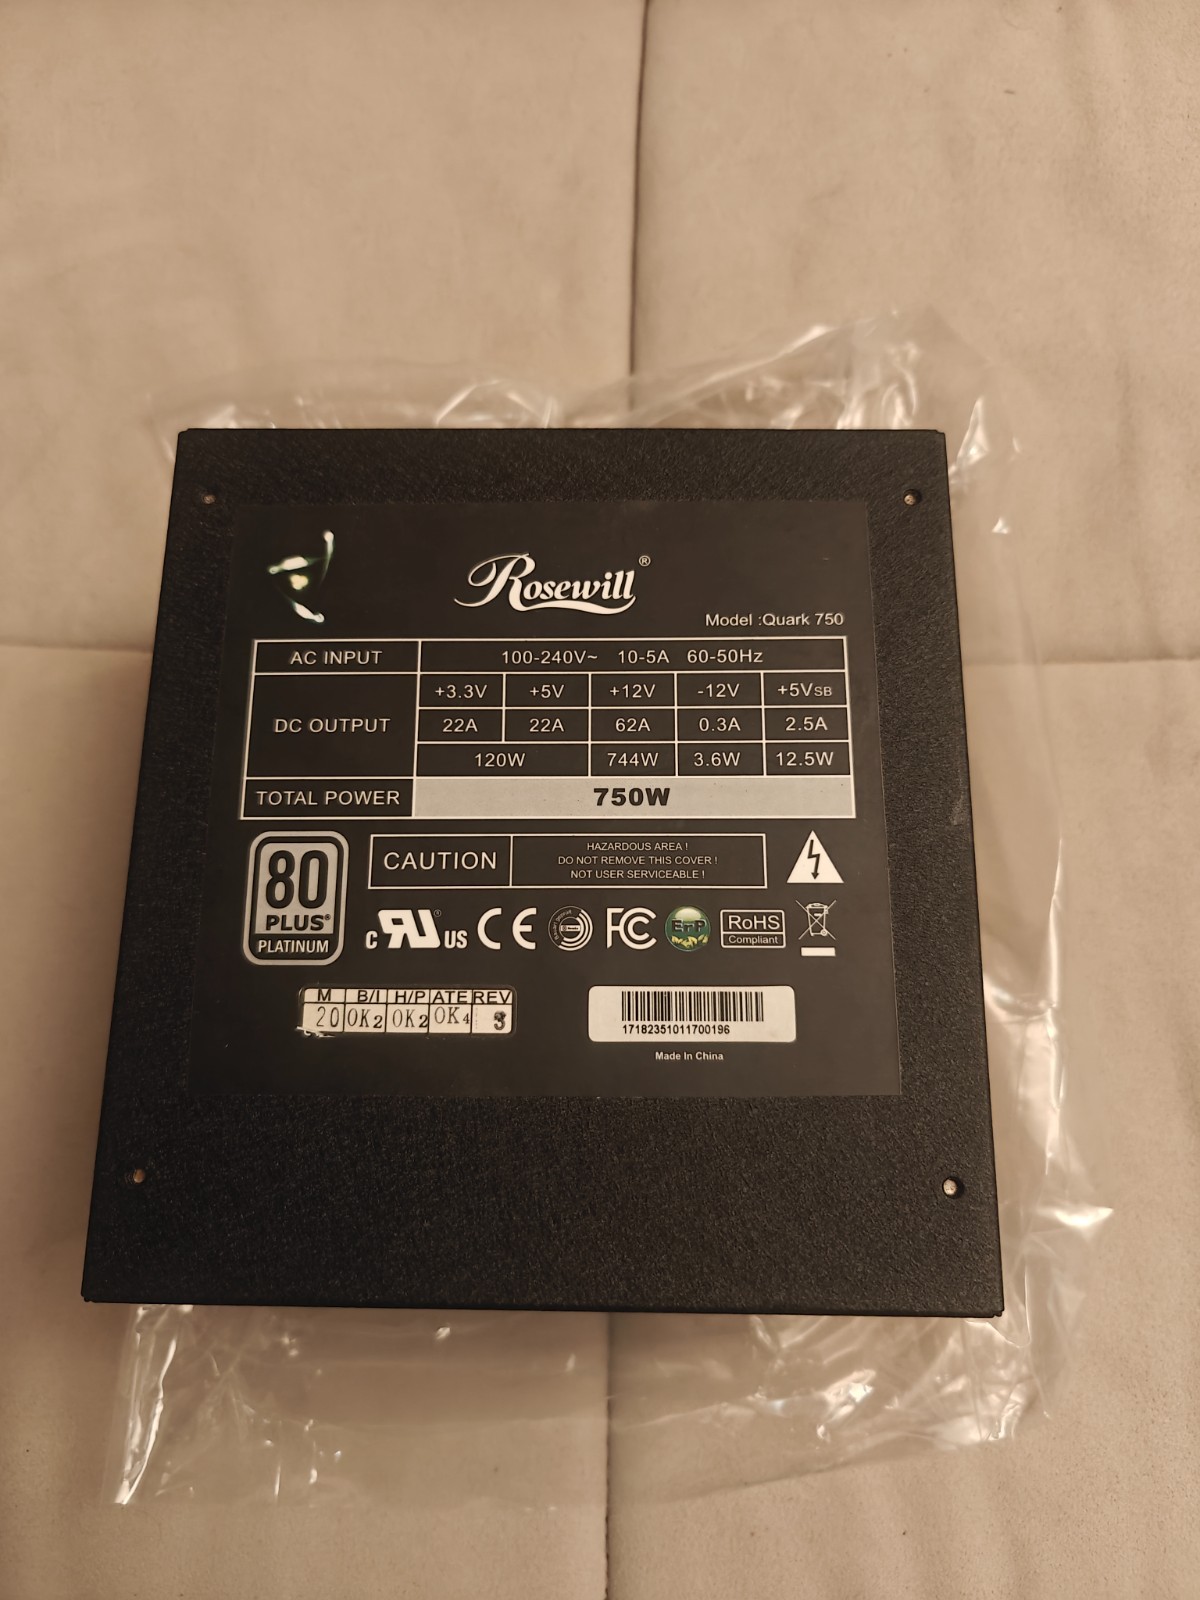 Rosewill®
Model :Quark 750
AC INPUT 100-240V~ 10-5A 60-50Hz
DC OUTPUT +3.3V +5V +12V -12V +5VSB
22A 22A 62A 0.3A 2.5A
120W 744W 3.6W 12.5W
TOTAL POWER 750W
80
PLUS®
PLATINUM
CAUTION
HAZARDOUS AREA !
DO NOT REMOVE THIS COVER !
NOT USER SERVICEABLE !
c RU US CE FC ErP RoHS
Compliant
M B/I H/P ATE REV
20 OK2 OK2 OK4 3
17182351011700196
Made In China